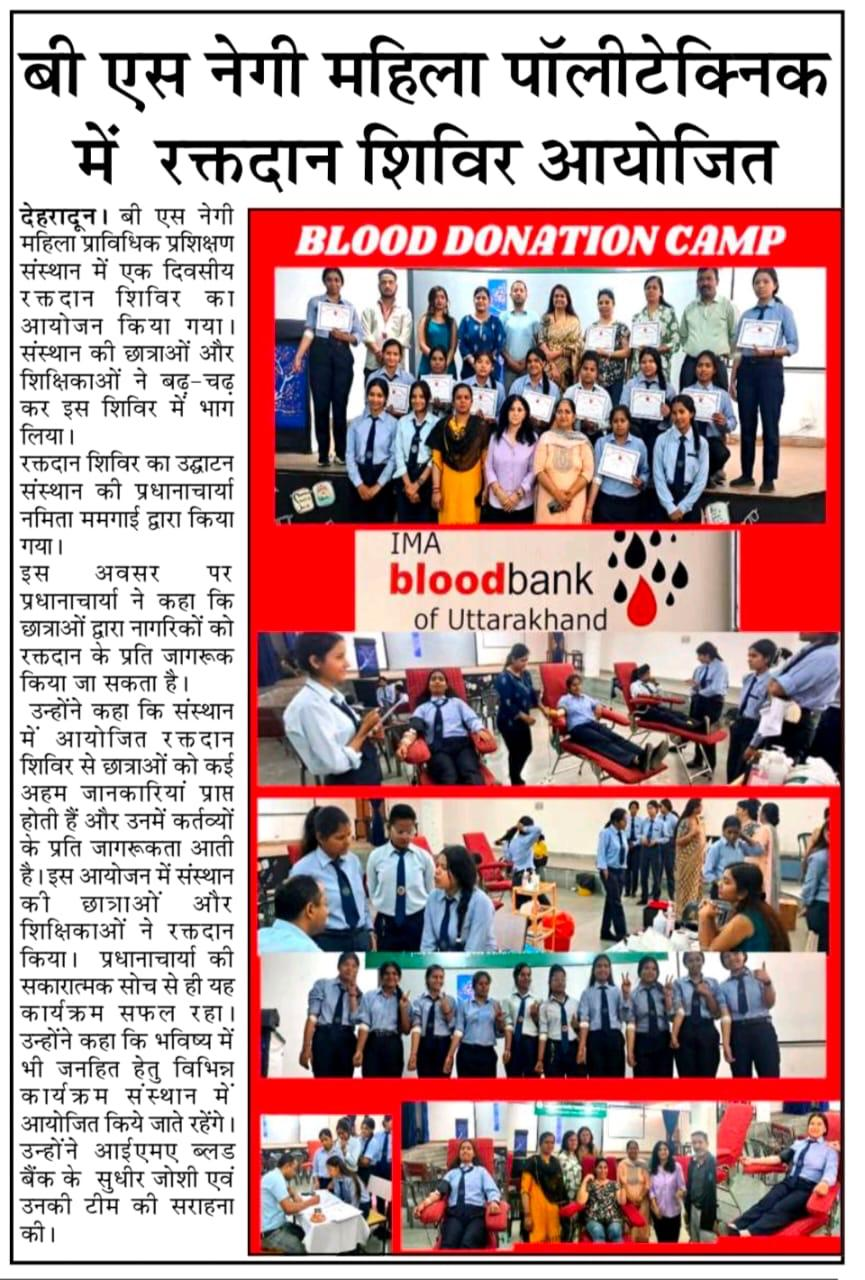 बी एस नेगी महिला पॉलीटेक्निक
में रक्तदान शिविर आयोजित
देहरादून। बी एस नेगी
महिला प्राविधिक प्रशिक्षण
संस्थान में एक दिवसीय
रक्तदान शिविर का
आयोजन किया गया।
संस्थान की छात्राओं और
शिक्षिकाओं ने बढ़-चढ़
कर इस शिविर में भाग
लिया।
रक्तदान शिविर का उद्घाटन
संस्थान की प्रधानाचार्या
नमिता ममगाई द्वारा किया
गया।
इस अवसर पर
प्रधानाचार्या ने कहा कि
छात्राओं द्वारा नागरिकों को
रक्तदान के प्रति जागरूक
किया जा सकता है।
उन्होंने कहा कि संस्थान
में आयोजित रक्तदान
शिविर से छात्राओं को कई
अहम जानकारियां प्राप्त
होती हैं और उनमें कर्तव्यों
के प्रति जागरूकता आती
है। इस आयोजन में संस्थान
की छात्राओं और
शिक्षिकाओं ने रक्तदान
किया। प्रधानाचार्या की
सकारात्मक सोच से ही यह
कार्यक्रम सफल रहा।
उन्होंने कहा कि भविष्य में
भी जनहित हेतु विभिन्न
कार्यक्रम संस्थान में
आयोजित किये जाते रहेंगे।
उन्होंने आईएमए ब्लड
बैंक के सुधीर जोशी एवं
उनकी टीम की सराहना
की।
BLOOD DONATION CAMP
IMA
bloodbank
of Uttarakhand